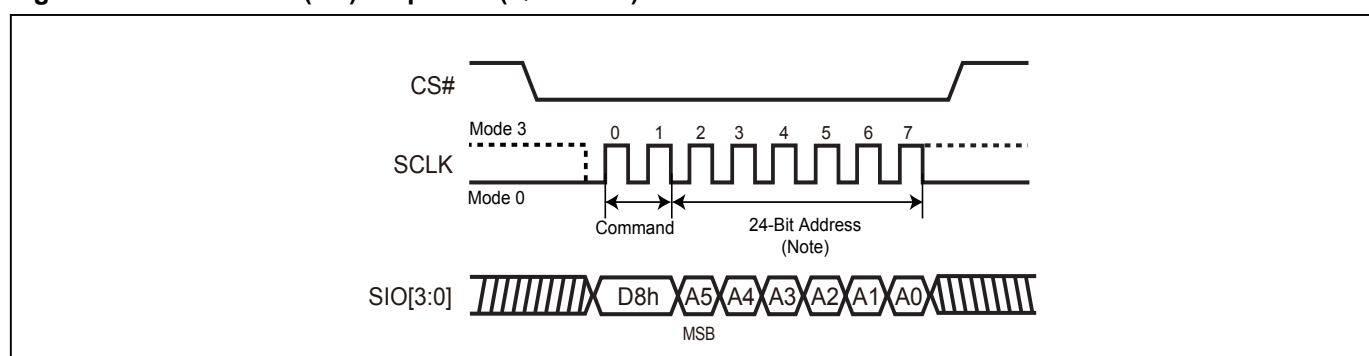 CS#
Mode 3
0 1 2 3 4 5 6 7
SCLK
Mode 0
Command
24-Bit Address
(Note)
SIO[3:0]
D8h A5 A4 A3 A2 A1 A0
MSB